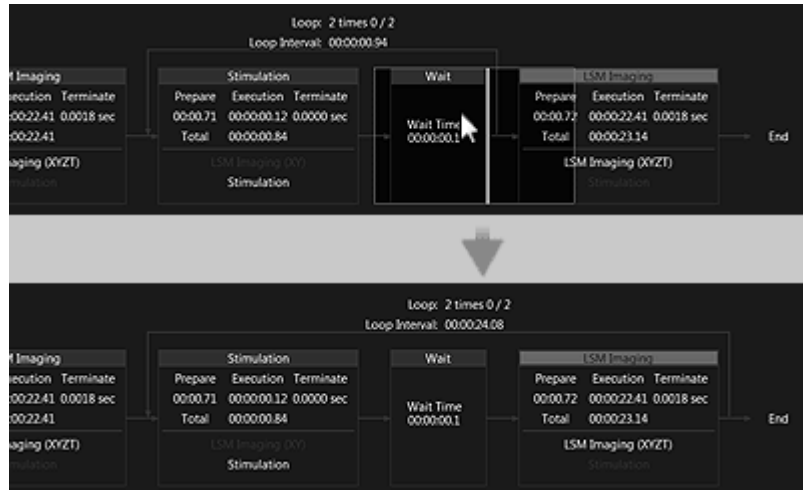 Loop: 2 times 0 / 2
Loop Interval: 00:00:00.94
Imaging
Stimulation
Wait
LSM Imaging
Terminate
Prepare Execution Terminate
Prepare Execution Terminate
:00:22.41 0.0018 sec
00:00.71 00:00:00.12 0.0000 sec
Wait Time
00:00:00.1
00:00.72 00:00:22.41 0.0018 sec
:00:22.41
Total 00:00:00.84
Total 00:00:23.14
End
(XYZT)
LSM Imaging (XY)
LSM Imaging (XYZT)
Stimulation
Stimulation
Loop: 2 times 0 / 2
Loop Interval: 00:00:24.08
Imaging
Stimulation
Wait
LSM Imaging
Terminate
Prepare Execution Terminate
Prepare Execution Terminate
:00:22.41 0.0018 sec
00:00.71 00:00:00.12 0.0000 sec
Wait Time
00:00:00.1
00:00.72 00:00:22.41 0.0018 sec
:00:22.41
Total 00:00:00.84
Total 00:00:23.14
End
(XYZT)
LSM Imaging (XY)
LSM Imaging (XYZT)
Stimulation
Stimulation